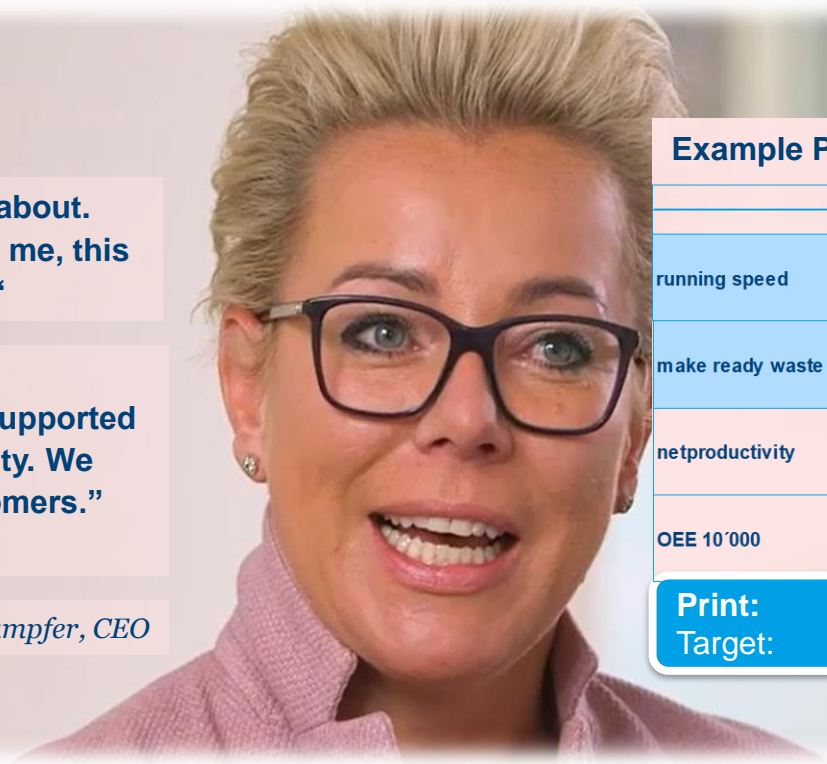 about.
me, this
“
upported
ty. We
omers.”
mpfer, CEO
Example P
running speed
make ready waste
netproductivity
OEE 10´000
Print:
Target: